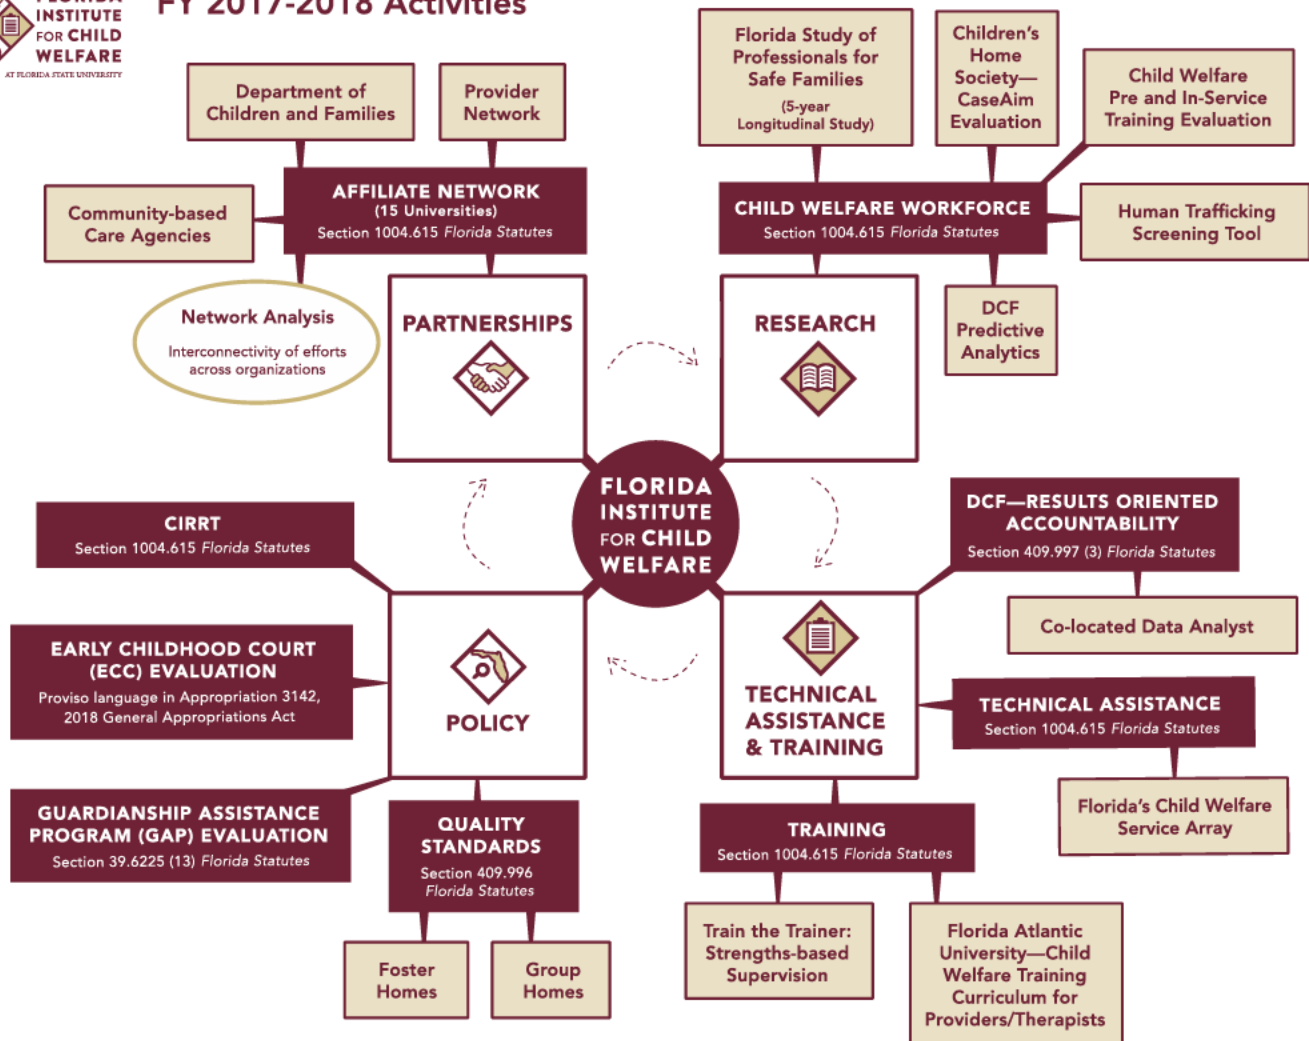 FLORIDA
INSTITUTE
FOR CHILD
WELFARE
AT FLORIDA STATE UNIVERSITY
FY 2017-2018 Activities
Department of
Children and Families
Provider
Network
Community-based
Care Agencies
AFFILIATE NETWORK
(15 Universities)
Section 1004.615 Florida Statutes
Network Analysis
Interconnectivity of efforts
across organizations
PARTNERSHIPS
Florida Study of
Professionals for
Safe Families
(5-year
Longitudinal Study)
Children's
Home
Society—
CaseAim
Evaluation
Child Welfare
Pre and In-Service
Training Evaluation
CHILD WELFARE WORKFORCE
Section 1004.615 Florida Statutes
Human Trafficking
Screening Tool
DCF
Predictive
Analytics
RESEARCH
FLORIDA
INSTITUTE
FOR CHILD
WELFARE
CIRRT
Section 1004.615 Florida Statutes
EARLY CHILDHOOD COURT
(ECC) EVALUATION
Proviso language in Appropriation 3142,
2018 General Appropriations Act
GUARDIANSHIP ASSISTANCE
PROGRAM (GAP) EVALUATION
Section 39.6225 (13) Florida Statutes
POLICY
QUALITY
STANDARDS
Section 409.996
Florida Statutes
Foster
Homes
Group
Homes
DCF—RESULTS ORIENTED
ACCOUNTABILITY
Section 409.997 (3) Florida Statutes
Co-located Data Analyst
TECHNICAL
ASSISTANCE
& TRAINING
TECHNICAL ASSISTANCE
Section 1004.615 Florida Statutes
Florida's Child Welfare
Service Array
TRAINING
Section 1004.615 Florida Statutes
Train the Trainer:
Strengths-based
Supervision
Florida Atlantic
University—Child
Welfare Training
Curriculum for
Providers/Therapists